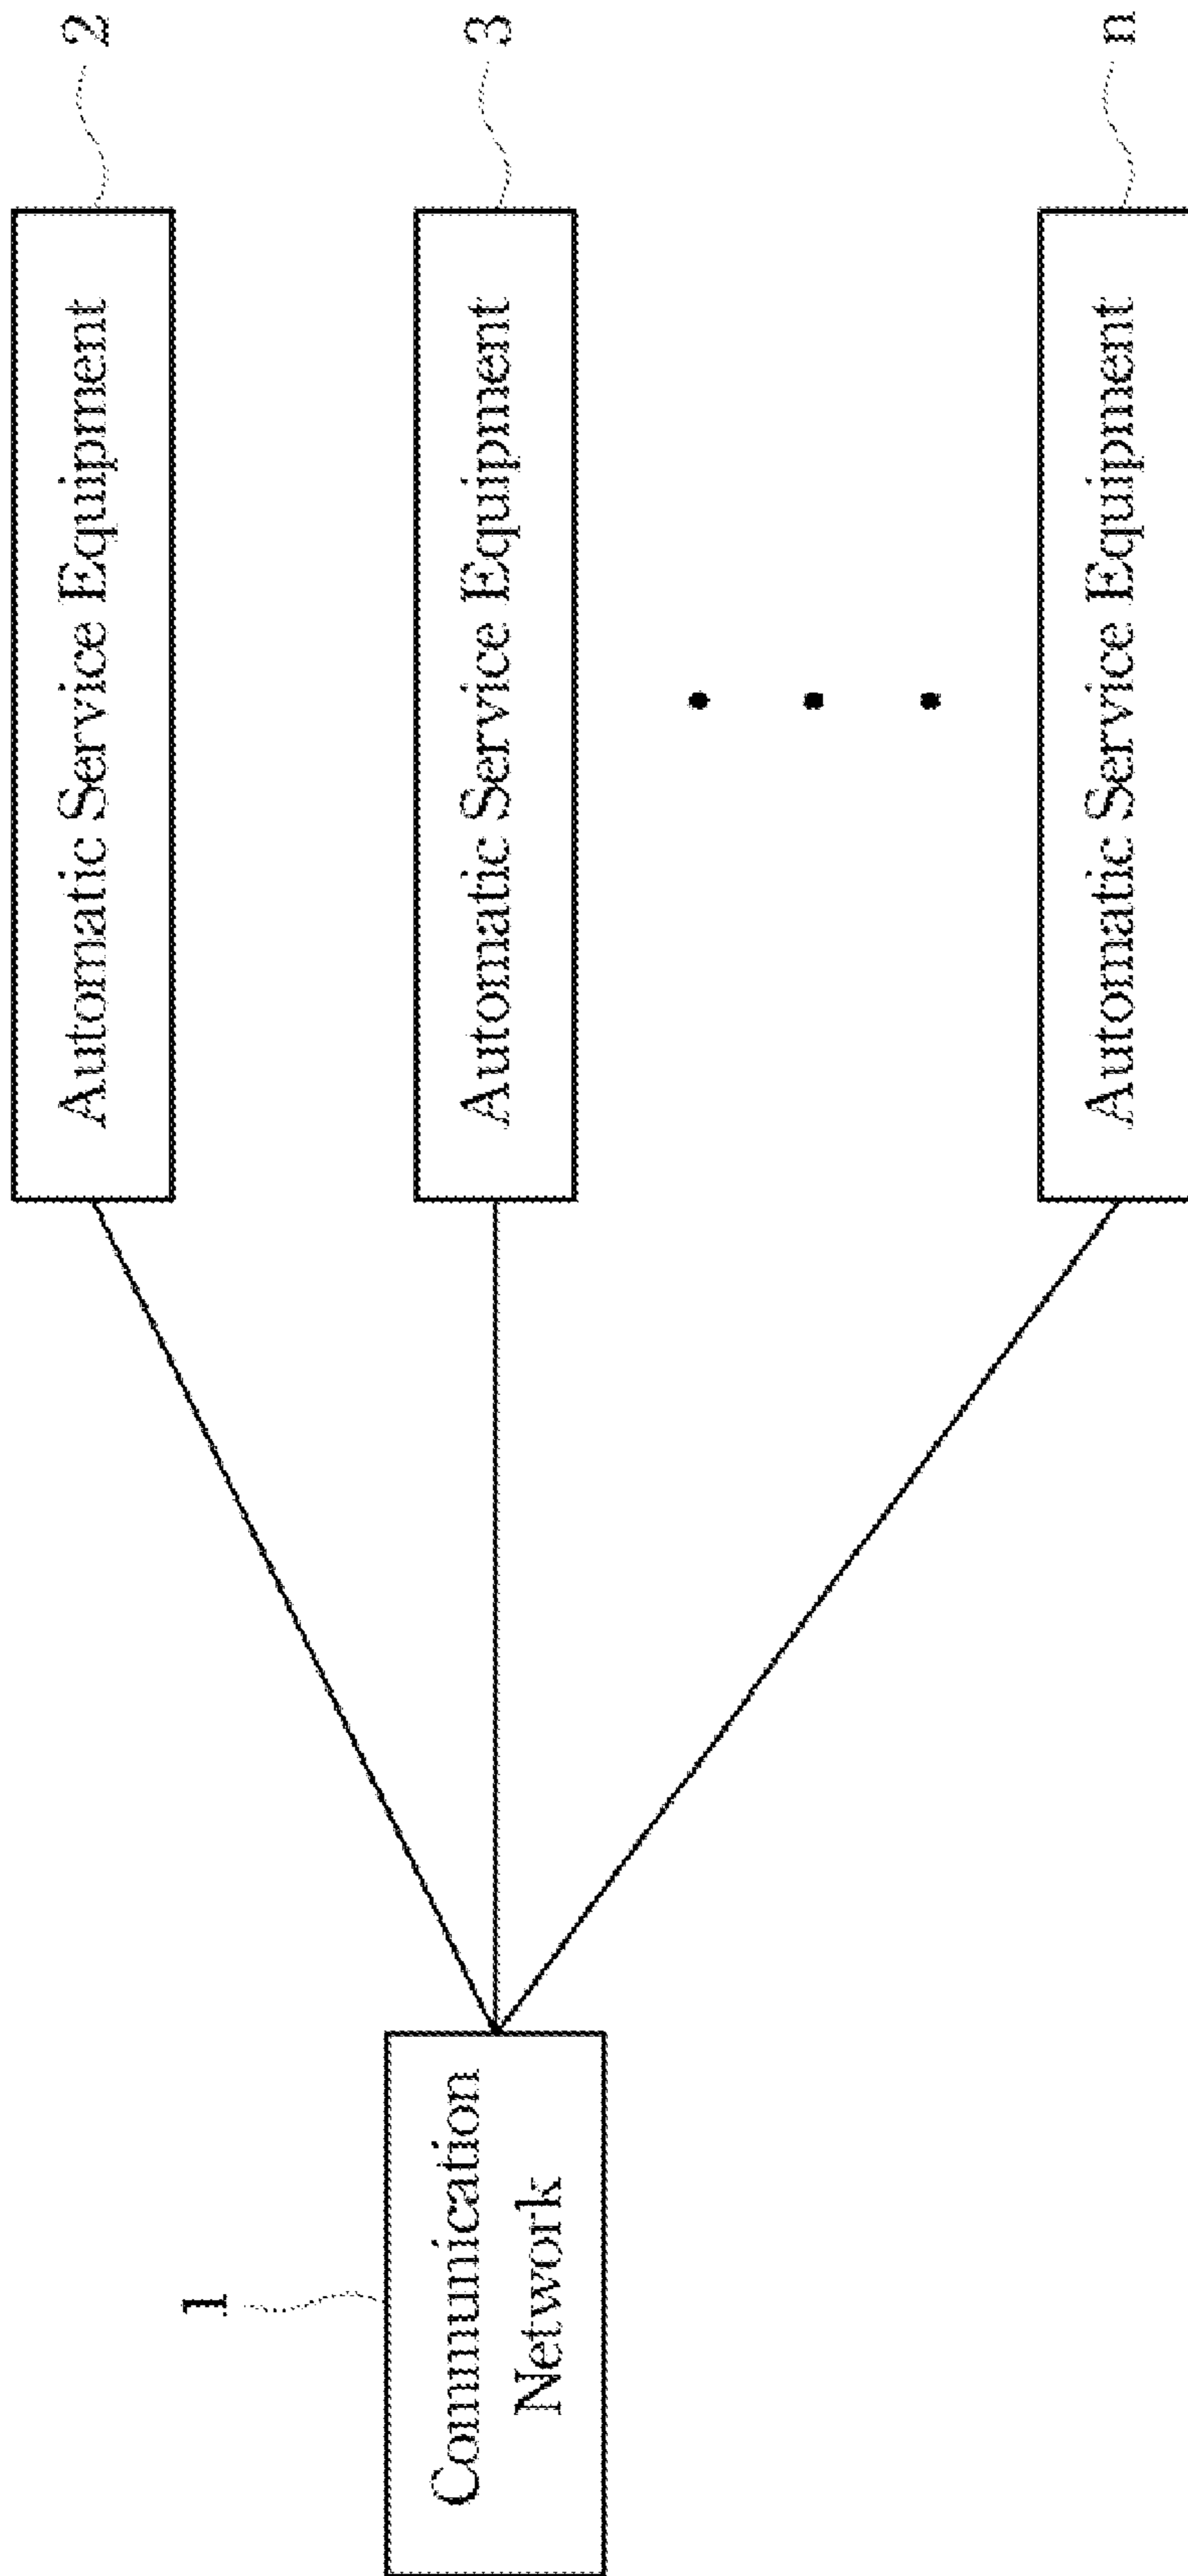 1
Communication
Network
Automatic Service Equipment
2
Automatic Service Equipment
3
Automatic Service Equipment
n